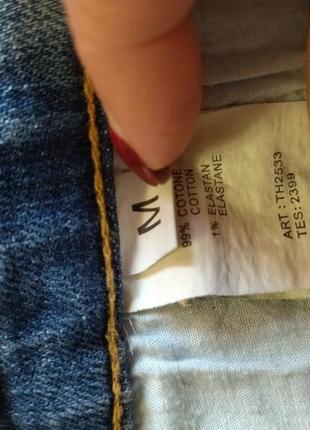 M
99% COTONE
COTTON
1% ELASTAN
ELASTANE
ART : TH2533
TES: 2399